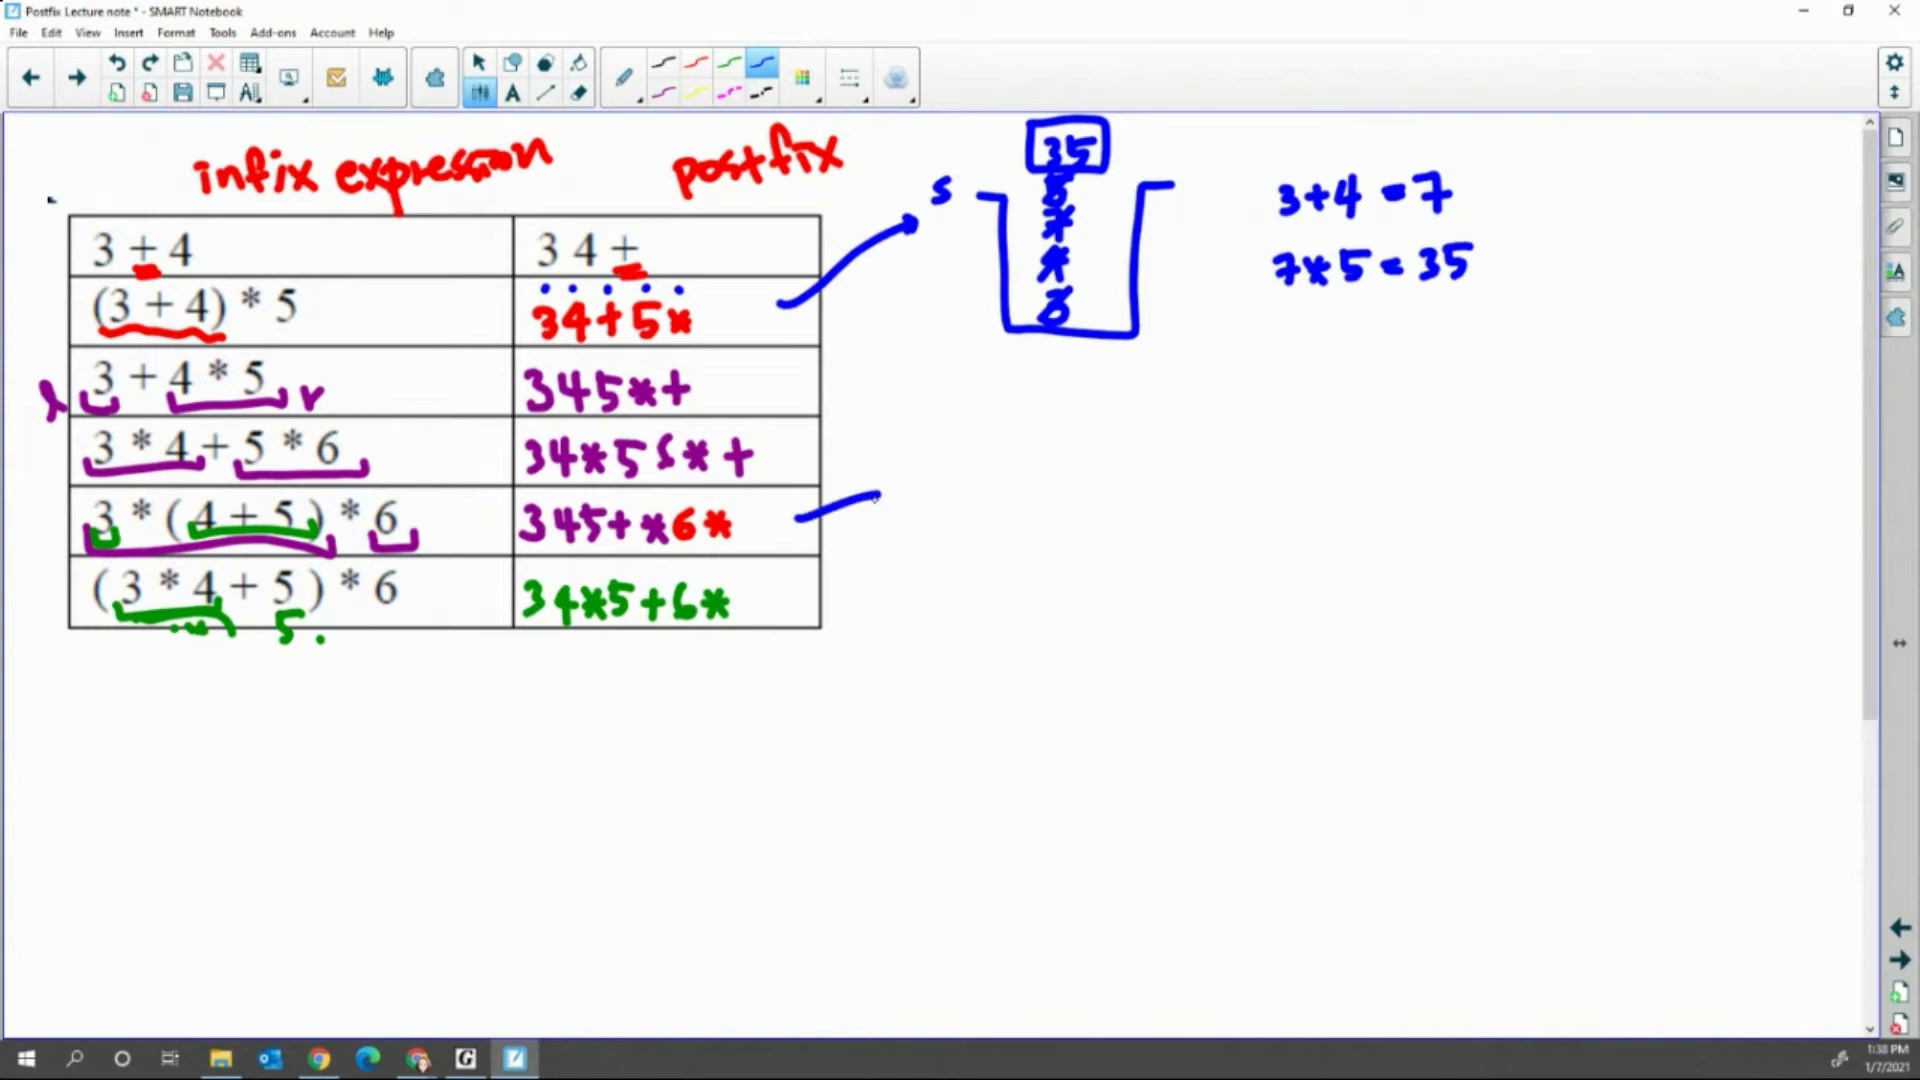 Postfix Lecture note * - SMART Notebook
File Edit View Insert Format Tools Add-ons Account Help
infix expression postfix
3 + 4 3 4 +
(3 + 4) * 5 34+5*
3 + 4 * 5 345*+
l r
3 * 4 + 5 * 6 34*56*+
3 * ( 4 + 5 ) * 6 345+*6*
( 3 * 4 + 5 ) * 6 34*5+6*
5 .
S
35
3+4 = 7
7*5 = 35
1:38 PM
1/7/2021